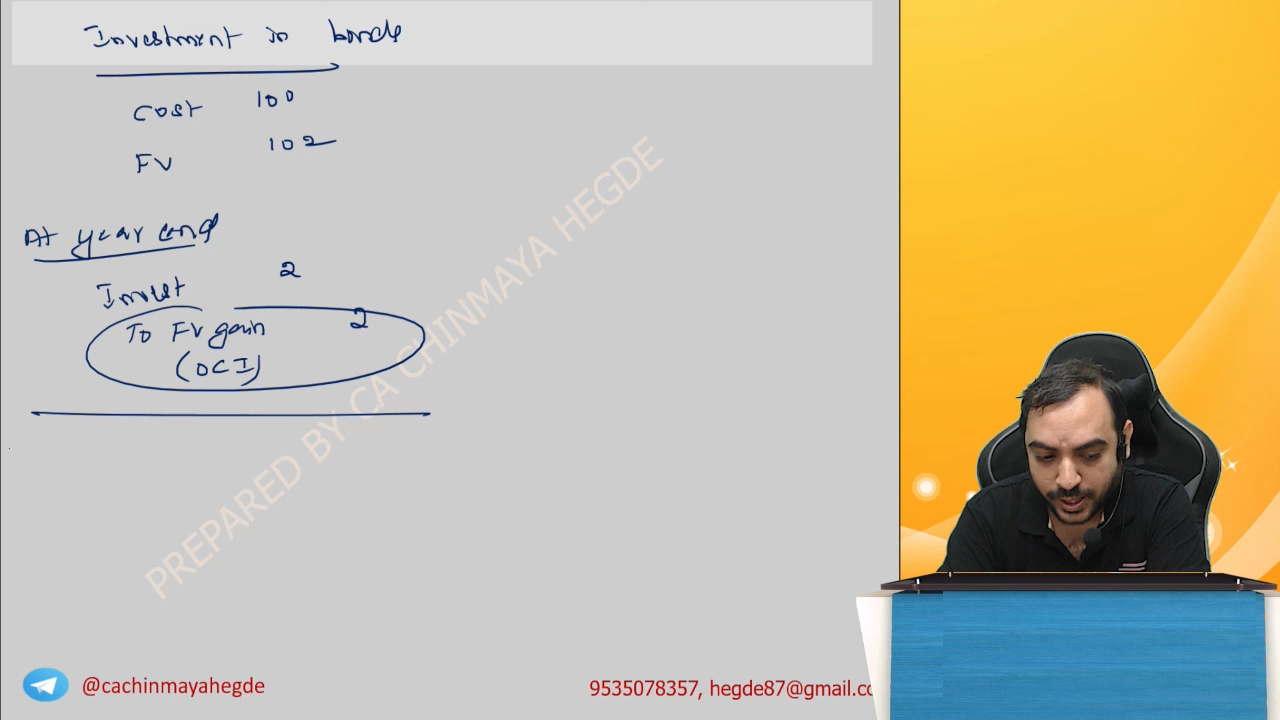 Investment in bonds
Cost 100
FV 102
At year end
Invest 2
To FV gain 2
(OCI)
PREPARED BY CA CHINMAYA HEGDE
@cachinmayahegde
9535078357, hegde87@gmail.co